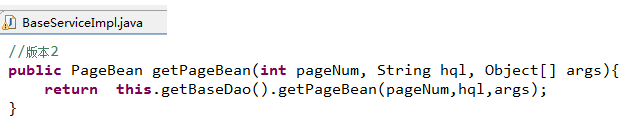 BaseServiceImpl.java
//版本2
public PageBean getPageBean(int pageNum, String hql, Object[] args){
    return  this.getBaseDao().getPageBean(pageNum,hql,args);
}